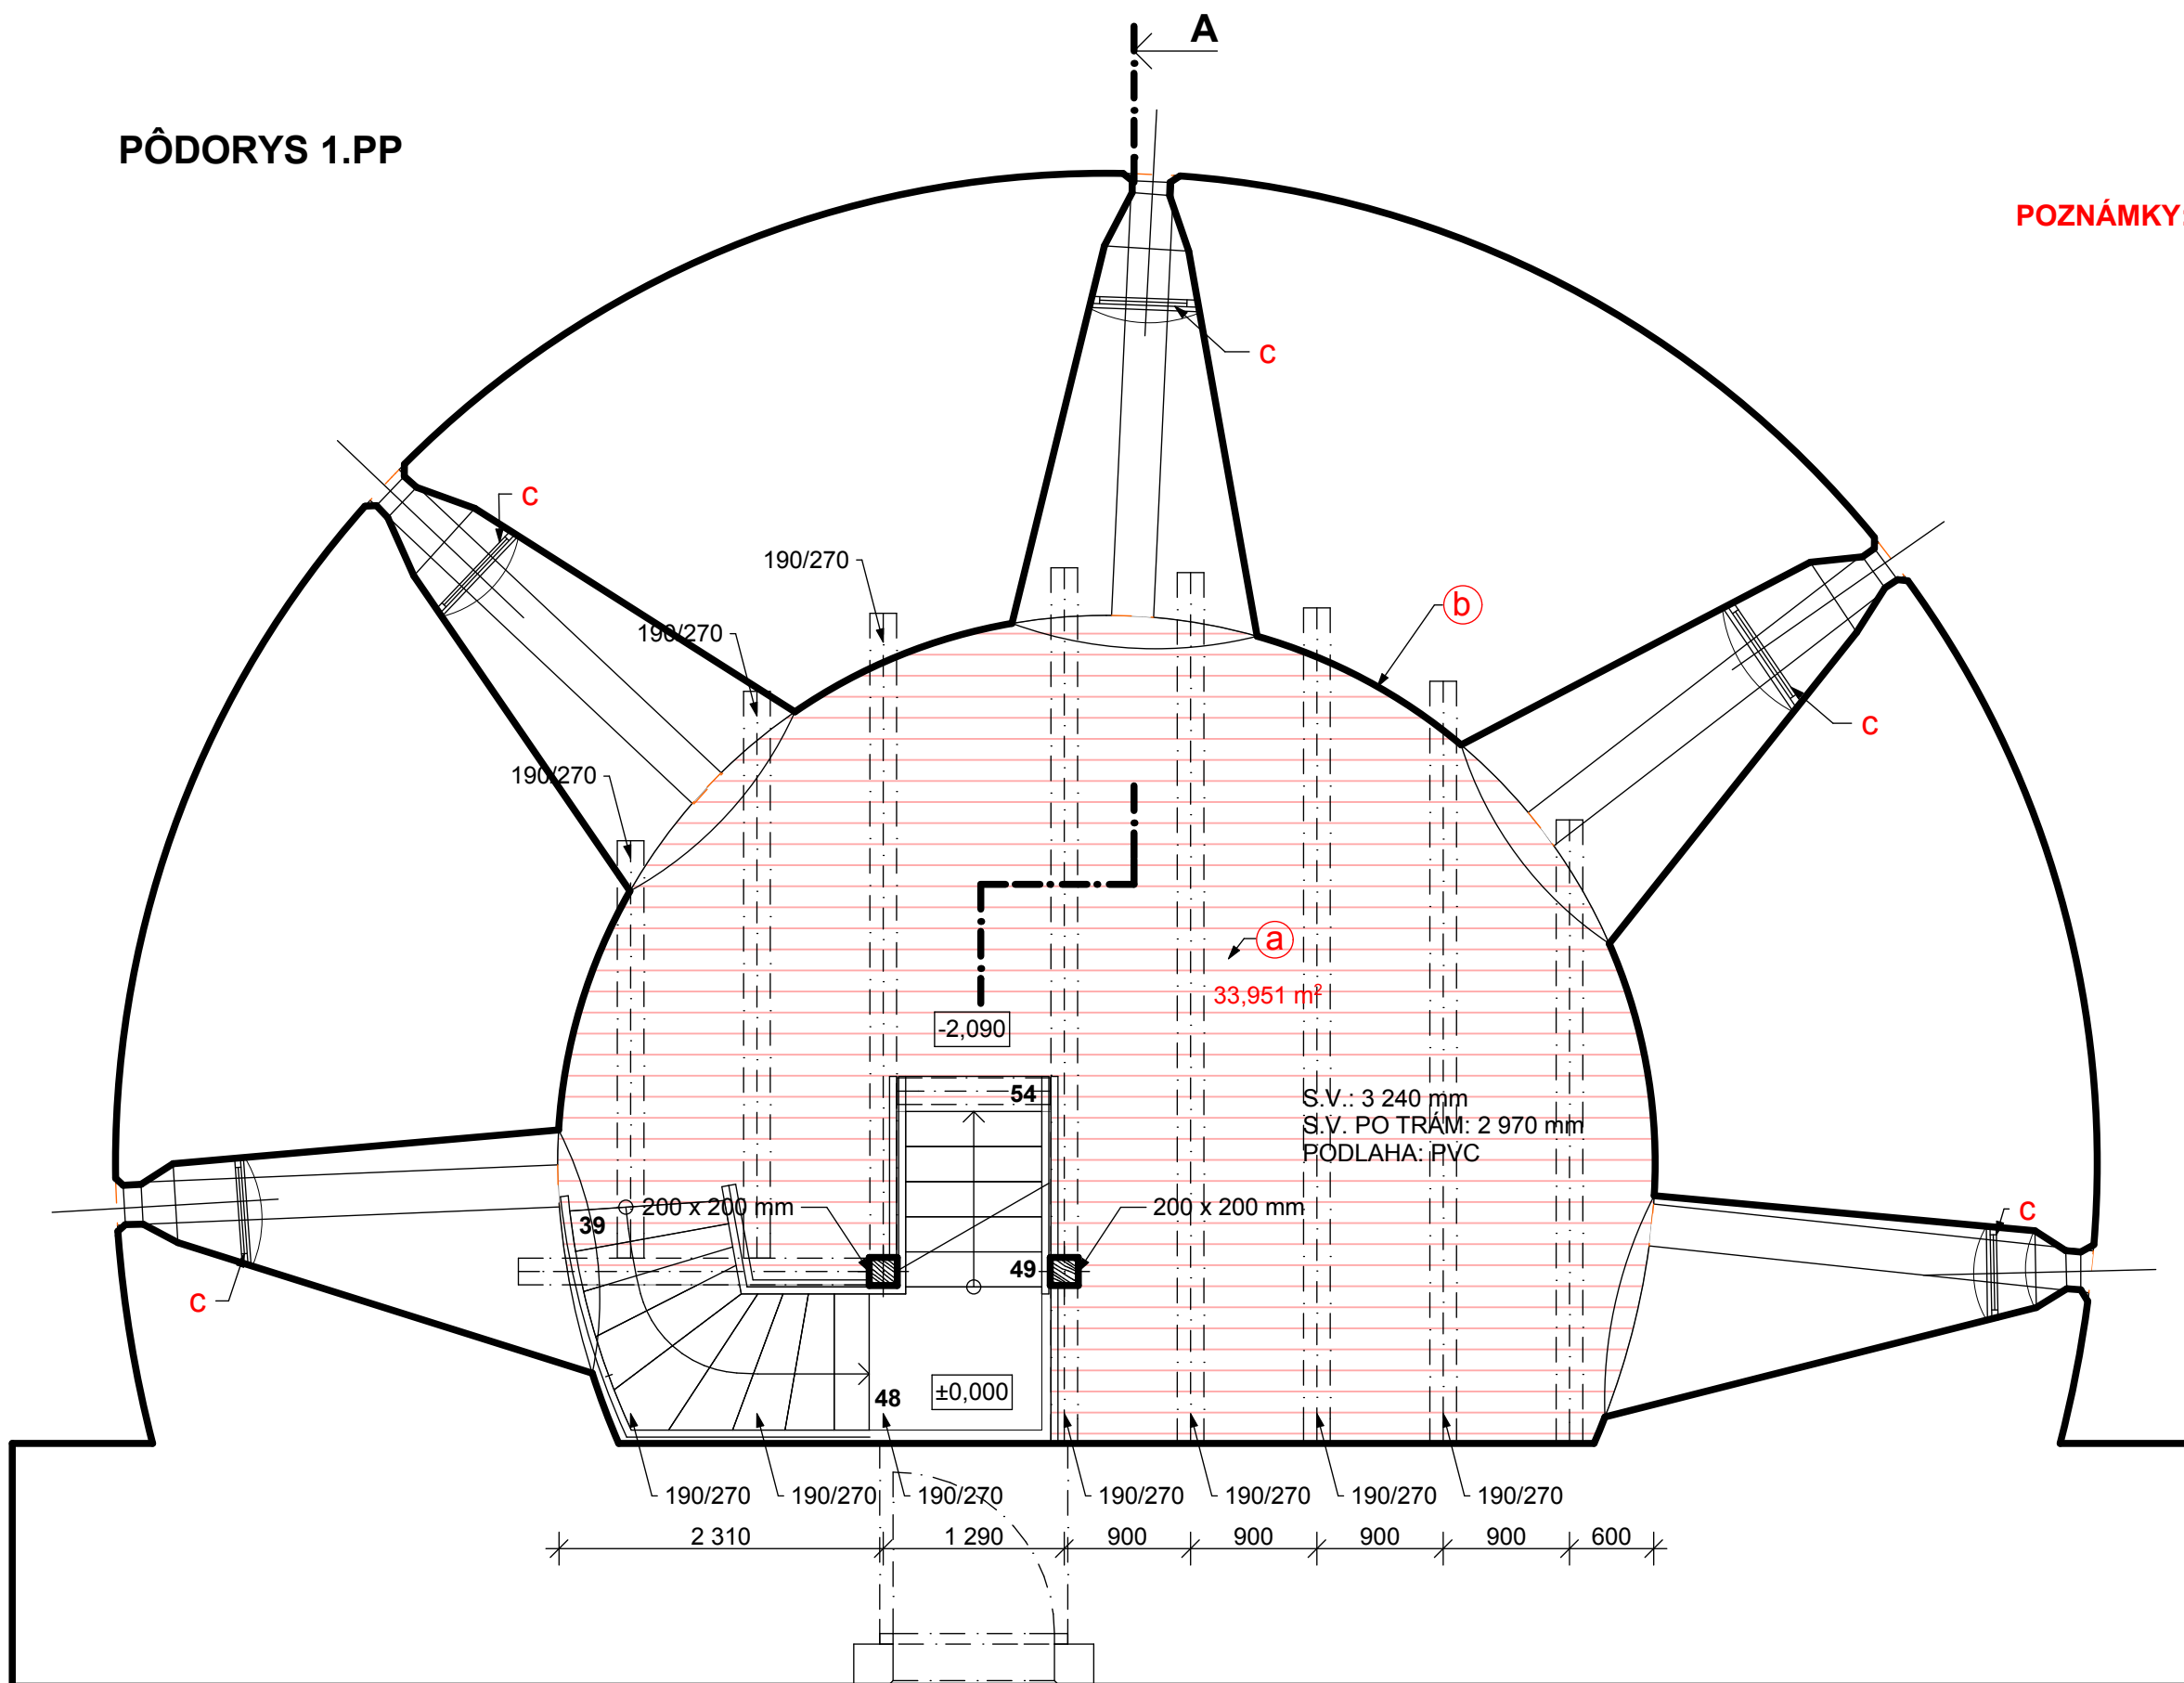 A
PÔDORYS 1.PP
POZNÁMKY:
c
c
190/270
b
190/270
c
190/270
a
33,951 m²
-2,090
54
S.V.: 3 240 mm
S.V. PO TRÁM: 2 970 mm
PODLAHA: PVC
39
200 x 200 mm
200 x 200 mm
c
49
c
48
±0,000
190/270
190/270
190/270
190/270
190/270
190/270
190/270
2 310
1 290
900
900
900
900
600